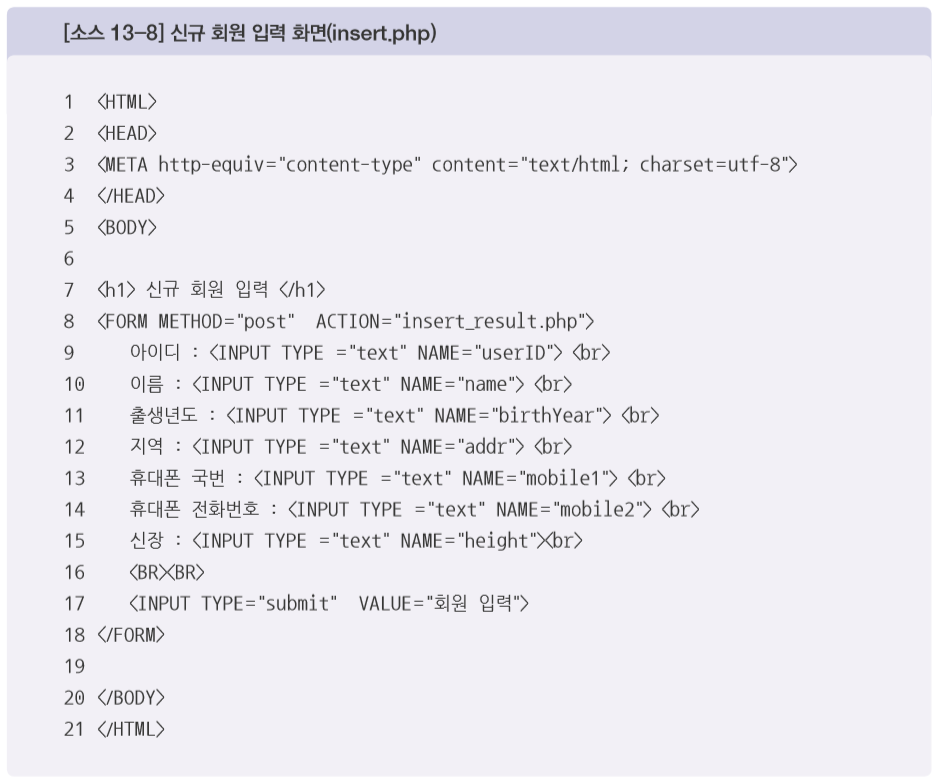 [소스 13-8] 신규 회원 입력 화면(insert.php)
1 <HTML>
2 <HEAD>
3 <META http-equiv="content-type" content="text/html; charset=utf-8">
4 </HEAD>
5 <BODY>
6
7 <h1> 신규 회원 입력 </h1>
8 <FORM METHOD="post"  ACTION="insert_result.php">
9    아이디 : <INPUT TYPE ="text" NAME="userID"> <br>
10    이름 : <INPUT TYPE ="text" NAME="name"> <br>
11    출생년도 : <INPUT TYPE ="text" NAME="birthYear"> <br>
12    지역 : <INPUT TYPE ="text" NAME="addr"> <br>
13    휴대폰 국번 : <INPUT TYPE ="text" NAME="mobile1"> <br>
14    휴대폰 전화번호 : <INPUT TYPE ="text" NAME="mobile2"> <br>
15    신장 : <INPUT TYPE ="text" NAME="height"><br>
16    <BR><BR>
17    <INPUT TYPE="submit"  VALUE="회원 입력">
18 </FORM>
19
20 </BODY>
21 </HTML>